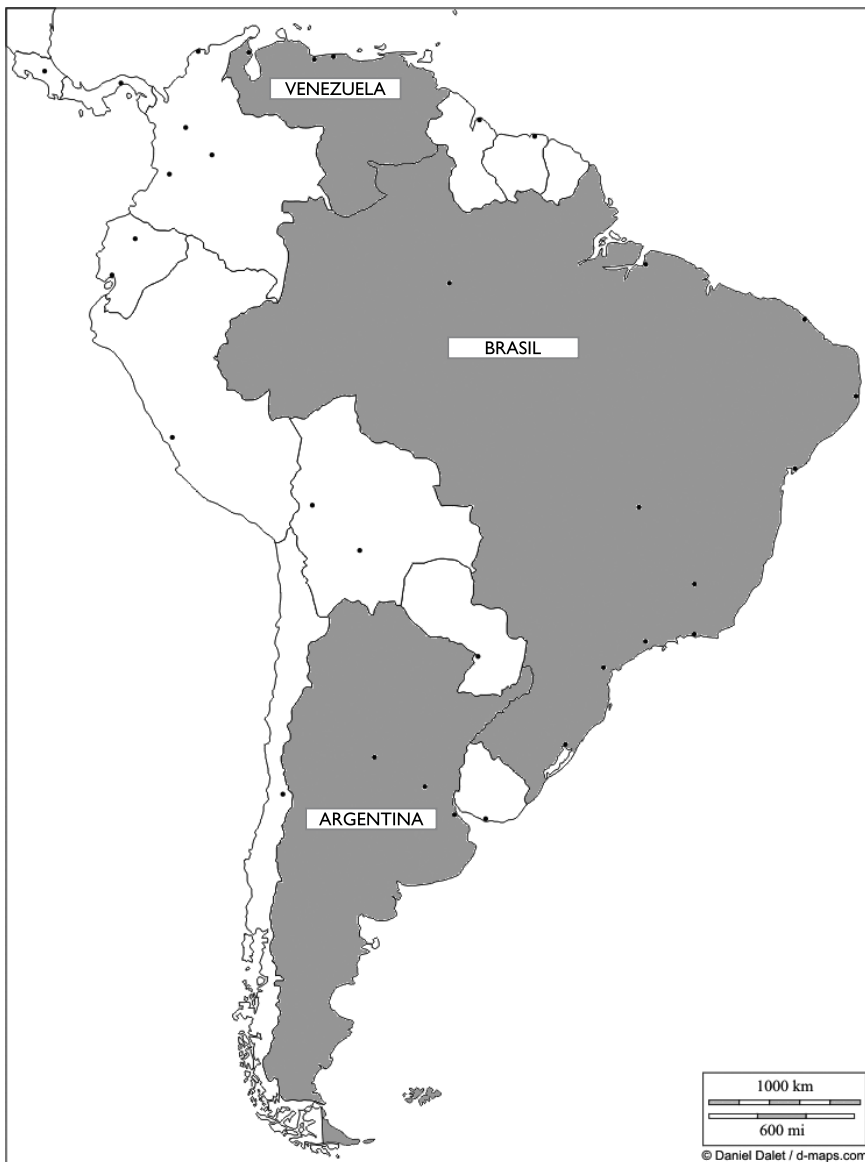 VENEZUELA
BRASIL
ARGENTINA
1000 km
600 mi
© Daniel Dalet / d-maps.com